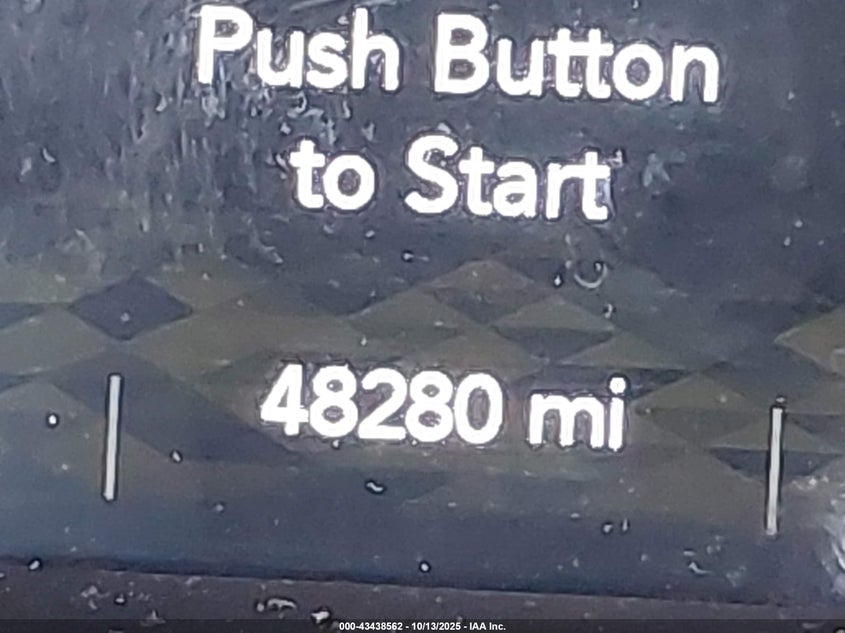 Push Button
to Start
48280 mi
000-43438562 - 10/13/2025 - IAA Inc.